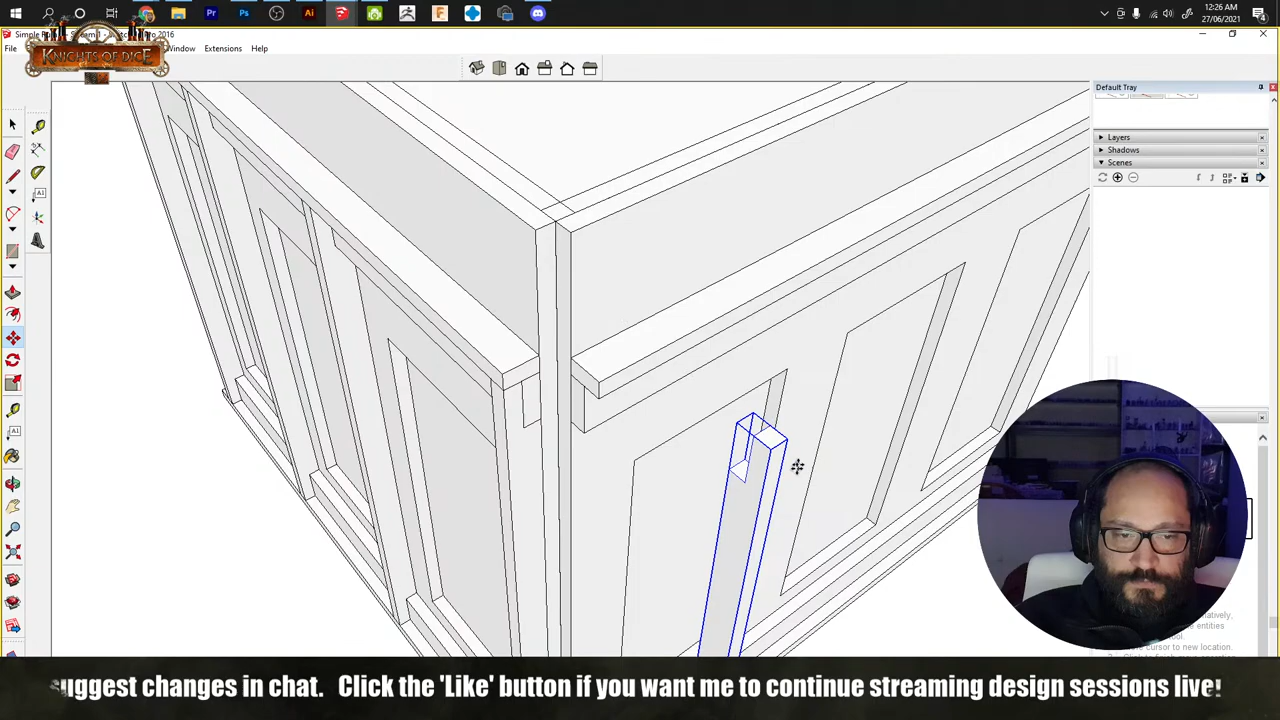 12:26 AM
27/06/2021
File
Window
Extensions
Help
KNIGHTS OF DICE
Default Tray
Layers
Shadows
Scenes
uggest changes in chat. Click the 'Like' button if you want me to continue streaming design sessions live!